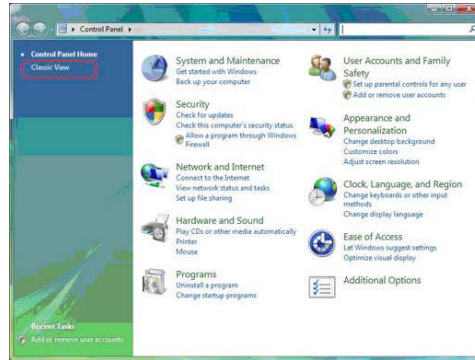 Control Panel
Control Panel Home
Classic View
Recent Tasks
Add or remove user accounts
System and Maintenance
Get started with Windows
Back up your computer
Security
Check for updates
Check this computer's security status
Allow a program through Windows
Firewall
Network and Internet
Connect to the Internet
View network status and tasks
Set up file sharing
Hardware and Sound
Play CDs or other media automatically
Printer
Mouse
Programs
Uninstall a program
Change startup programs
User Accounts and Family
Safety
Set up parental controls for any user
Add or remove user accounts
Appearance and
Personalization
Change desktop background
Customize colors
Adjust screen resolution
Clock, Language, and Region
Change keyboards or other input
methods
Change display language
Ease of Access
Let Windows suggest settings
Optimize visual display
Additional Options